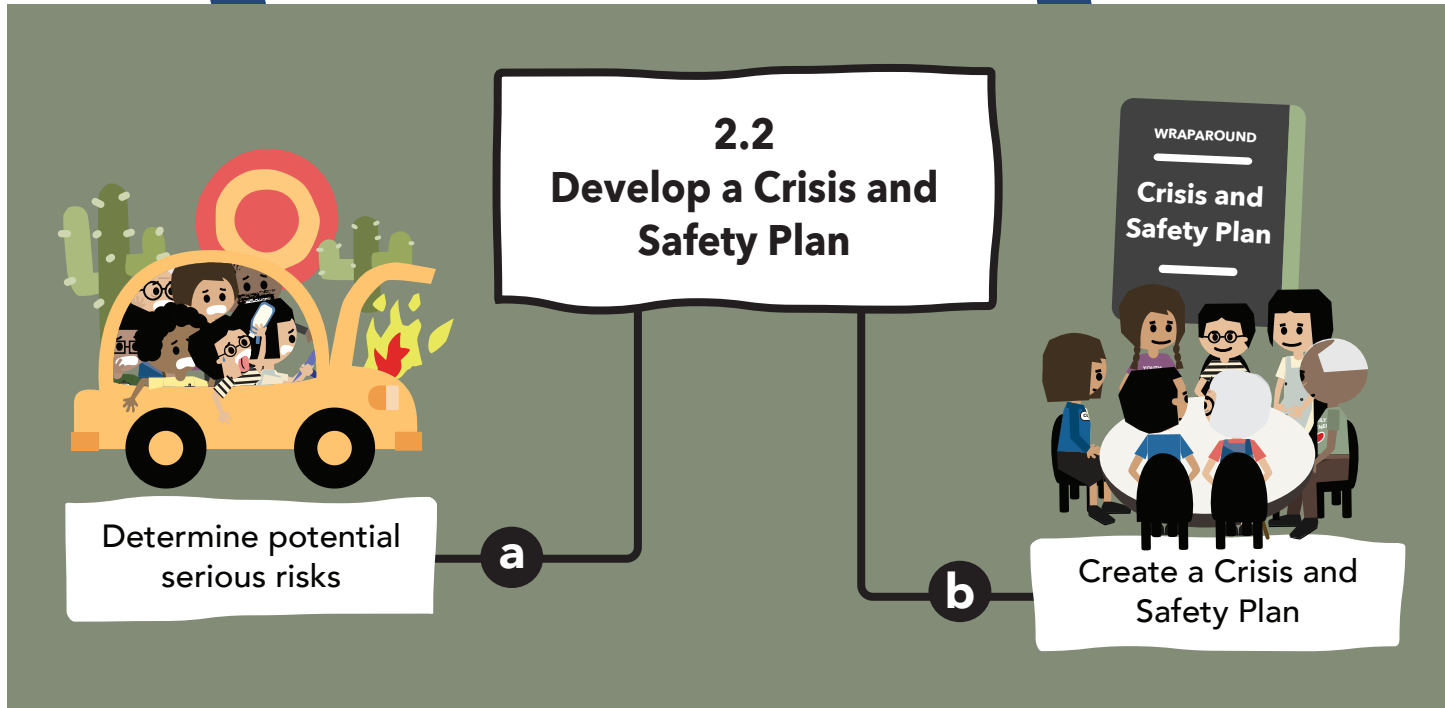 2.2
Develop a Crisis and
Safety Plan
WRAPAROUND
Crisis and
Safety Plan
Determine potential
serious risks
a
b
Create a Crisis and
Safety Plan